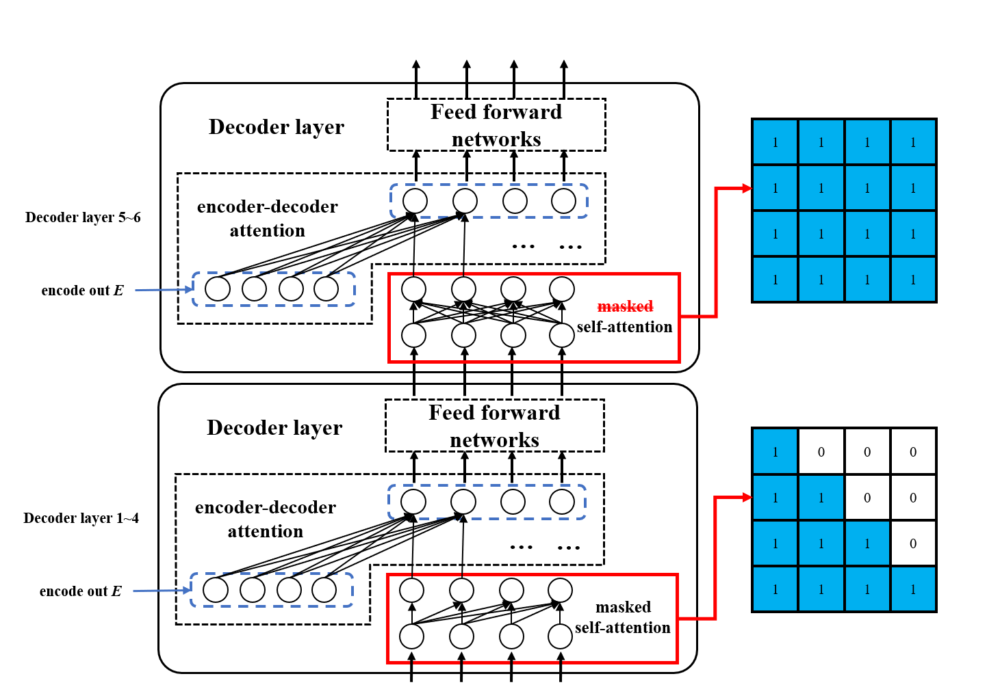 Feed forward
networks
Decoder layer
encoder-decoder
attention
Decoder layer 5~6
... ...
encode out E
masked
self-attention
1 1 1 1
1 1 1 1
1 1 1 1
1 1 1 1
Feed forward
networks
Decoder layer
encoder-decoder
attention
Decoder layer 1~4
... ...
encode out E
masked
self-attention
1 0 0 0
1 1 0 0
1 1 1 0
1 1 1 1